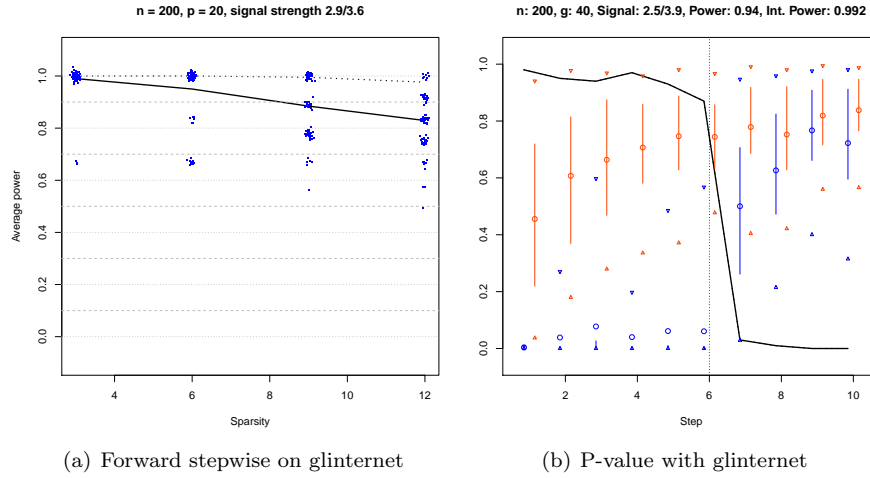 n = 200, p = 20, signal strength 2.9/3.6
Average power
1.0
0.8
0.6
0.4
0.2
0.0
4 6 8 10 12
Sparsity
(a) Forward stepwise on glinternet
n: 200, g: 40, Signal: 2.5/3.9, Power: 0.94, Int. Power: 0.992
1.0
0.8
0.6
0.4
0.2
0.0
2 4 6 8 10
Step
(b) P-value with glinternet